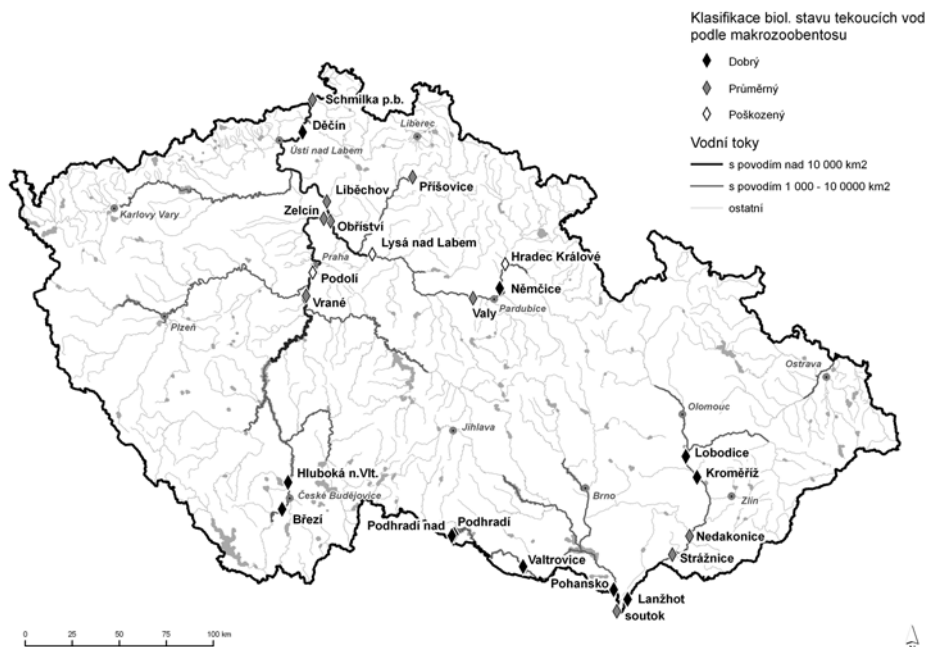 Klasifikace biol. stavu tekoucích vod
podle makrozoobentosu
Dobrý
Průměrný
Poškozený
Vodní toky
s povodím nad 10 000 km2
s povodím 1 000 - 10 0000 km2
ostatní
Schmilka p.b.
Děčín
Liberec
Ústí nad Labem
Příšovice
Liběchov
Karlovy Vary
Zelčín
Obříství
Lysá nad Labem
Praha
Hradec Králové
Podolí
Němčice
Vrané
Valy
Pardubice
Plzeň
Ostrava
Olomouc
Jihlava
Lobodice
Kroměříž
Hluboká n.Vlt.
České Budějovice
Brno
Zlín
Březí
Podhradí nad
Podhradí
Nedakonice
Strážnice
Valtrovice
Pohansko
Lanžhot
soutok
0 25 50 75 100 km